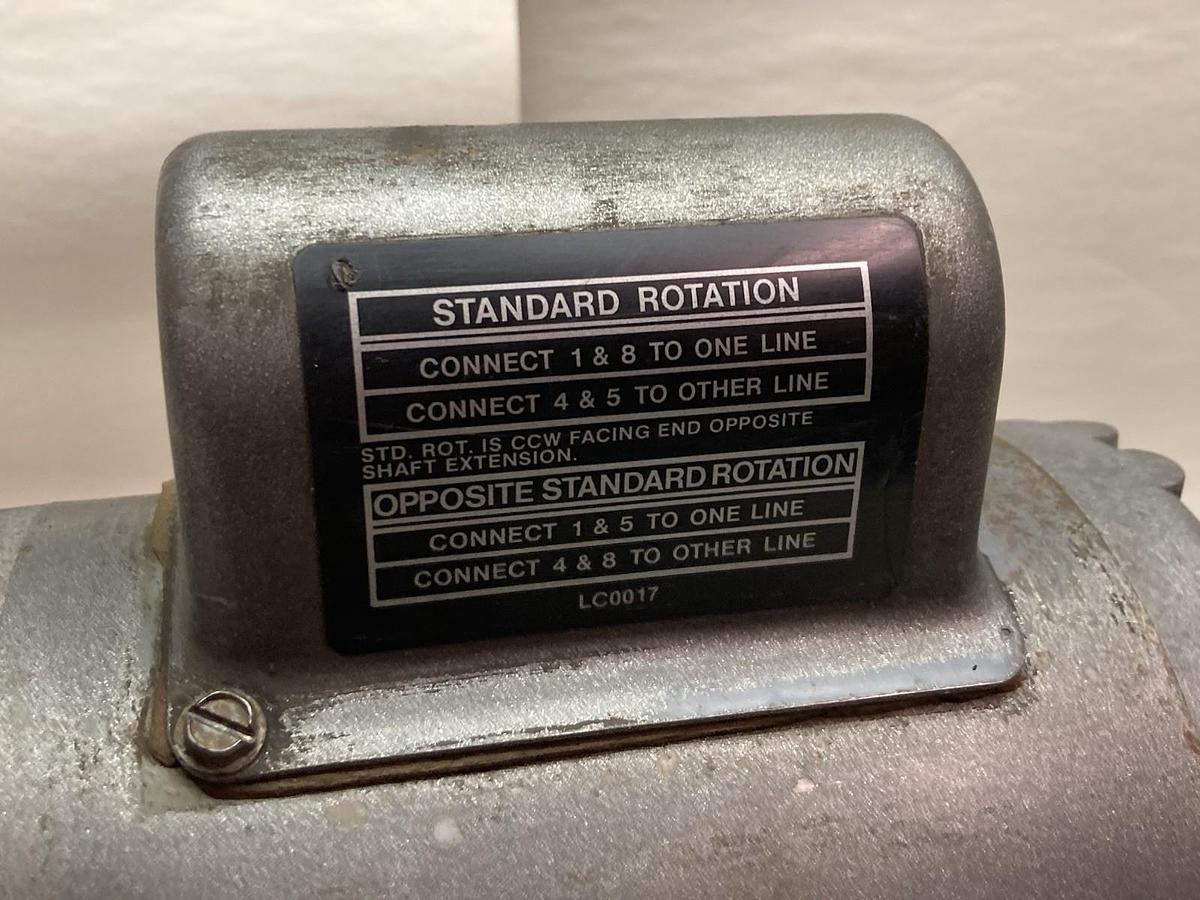 STANDARD ROTATION
CONNECT 1 & 8 TO ONE LINE
CONNECT 4 & 5 TO OTHER LINE
STD. ROT. IS CCW FACING END OPPOSITE
SHAFT EXTENSION.
OPPOSITE STANDARD ROTATION
CONNECT 1 & 5 TO ONE LINE
CONNECT 4 & 8 TO OTHER LINE
LC0017